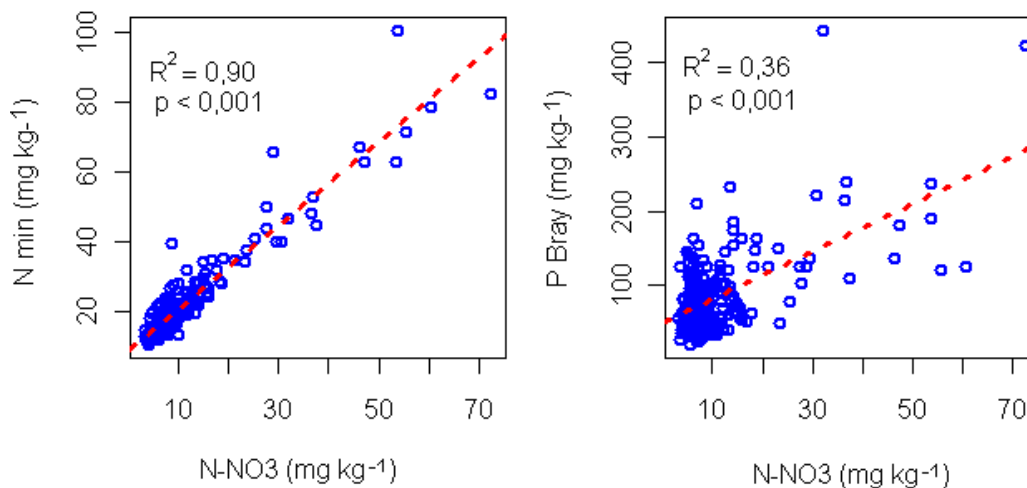 N min (mg kg-1)
100
80
60
40
20
R² = 0,90
p < 0,001
10
30
50
70
N-NO3 (mg kg-1)
P Bray (mg kg-1)
400
300
200
100
R² = 0,36
p < 0,001
10
30
50
70
N-NO3 (mg kg-1)